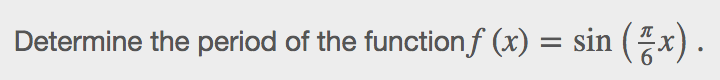 Determine the period of the function f (x) = sin (π/6 x) .